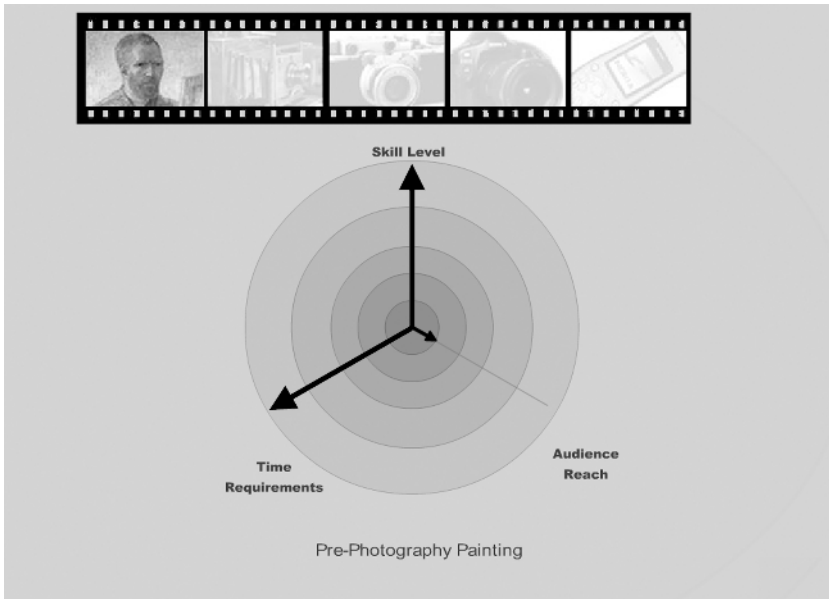 Skill Level
Time
Requirements
Audience
Reach
Pre-Photography Painting